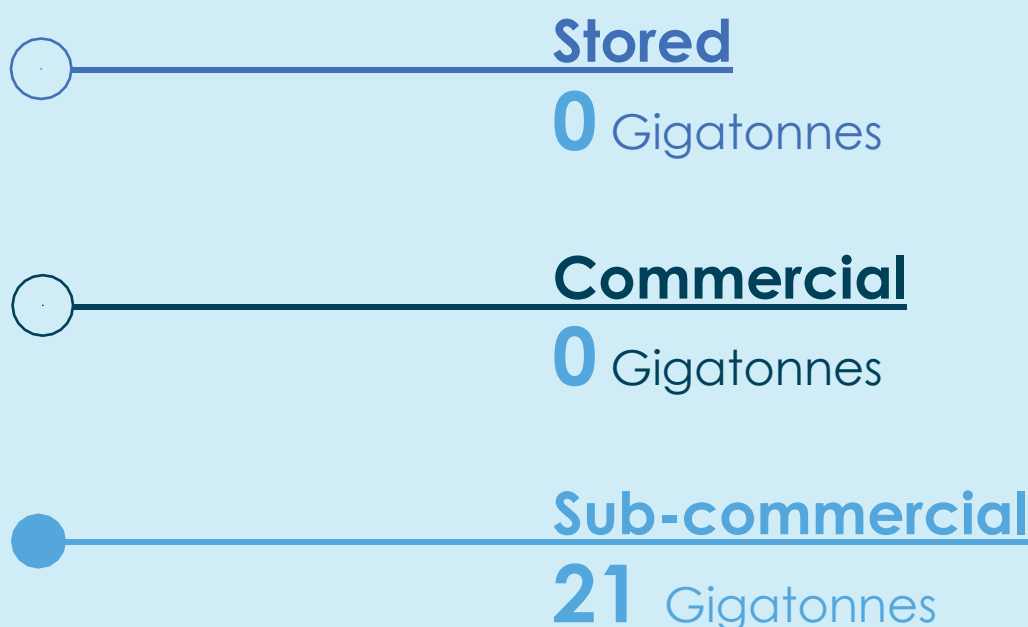 Stored
0 Gigatonnes
Commercial
0 Gigatonnes
Sub-commercial
21 Gigatonnes